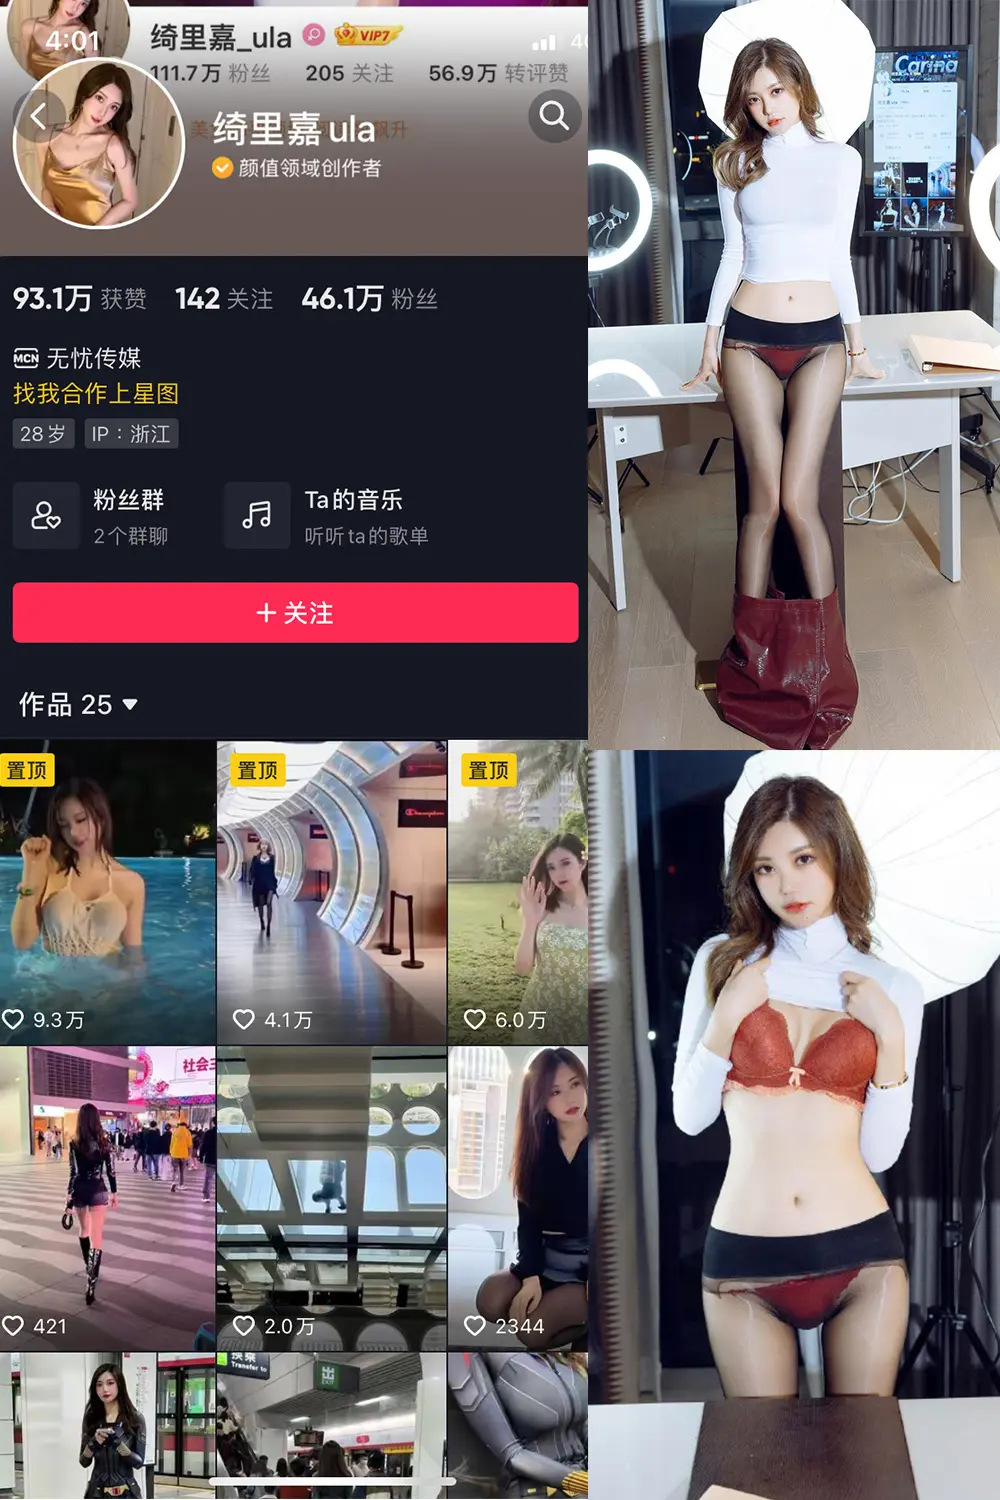 4:01
绮里嘉_ula
VIP7
111.7万 粉丝 205 关注 56.9万 转评赞
绮里嘉ula
颜值领域创作者
93.1万 获赞 142 关注 46.1万 粉丝
MCN 无忧传媒
找我合作上星图
28岁 IP：浙江
粉丝群
2个群聊
Ta的音乐
听听ta的歌单
+ 关注
作品 25
置顶
置顶
置顶
Champion
9.3万
4.1万
6.0万
社会主
421
2.0万
2344
换乘
Transfer to
出
EXIT
Carina